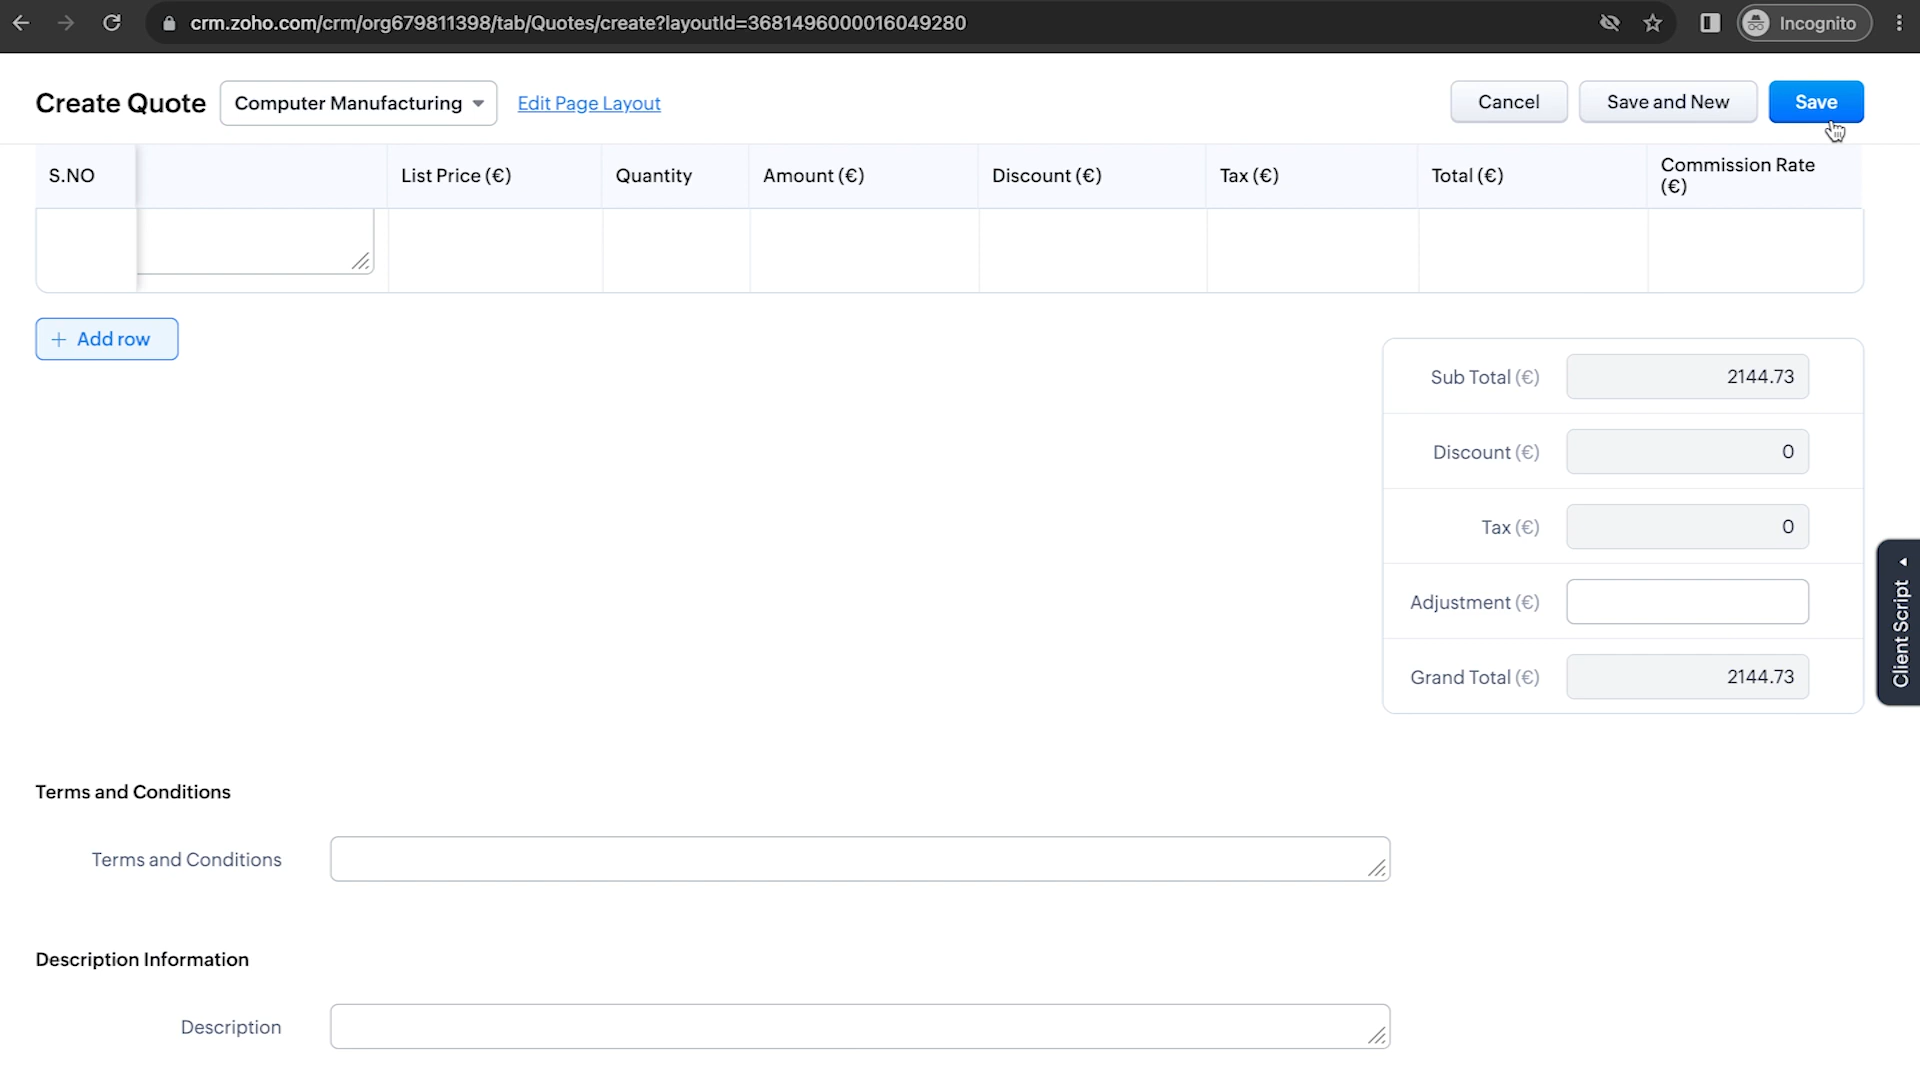 crm.zoho.com/crm/org679811398/tab/Quotes/create?layoutId=3681496000016049280
Incognito
Create Quote
Computer Manufacturing
Edit Page Layout
Cancel
Save and New
Save
S.NO
List Price (€)
Quantity
Amount (€)
Discount (€)
Tax (€)
Total (€)
Commission Rate
(€)
+ Add row
Sub Total (€)
2144.73
Discount (€)
0
Tax (€)
0
Adjustment (€)
Grand Total (€)
2144.73
Client Script
Terms and Conditions
Terms and Conditions
Description Information
Description